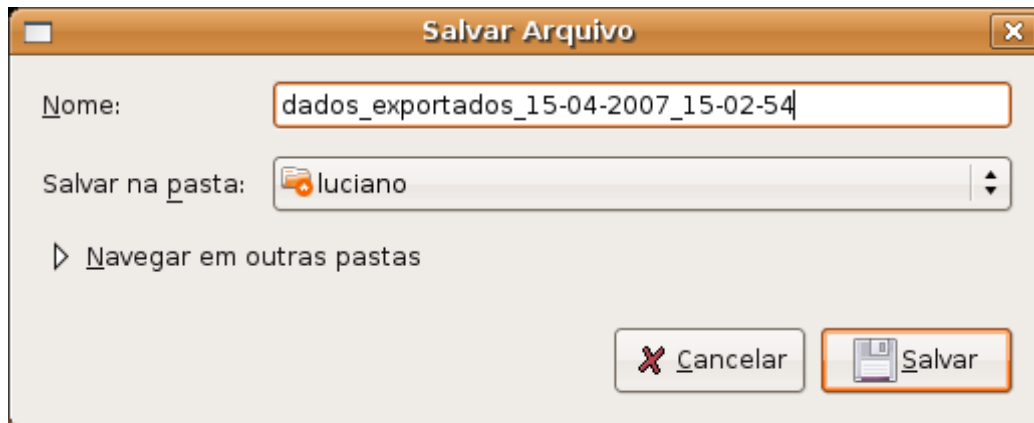 Salvar Arquivo
Nome: dados_exportados_15-04-2007_15-02-54
Salvar na pasta: luciano
Navegar em outras pastas
Cancelar Salvar